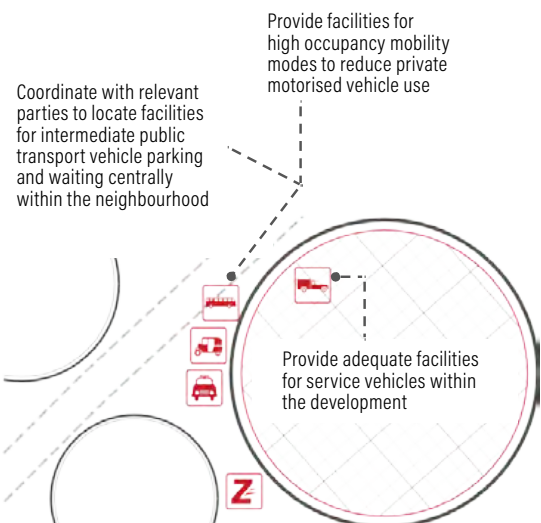 Provide facilities for
high occupancy mobility
modes to reduce private
motorised vehicle use
Coordinate with relevant
parties to locate facilities
for intermediate public
transport vehicle parking
and waiting centrally
within the neighbourhood
Provide adequate facilities
for service vehicles within
the development
Z